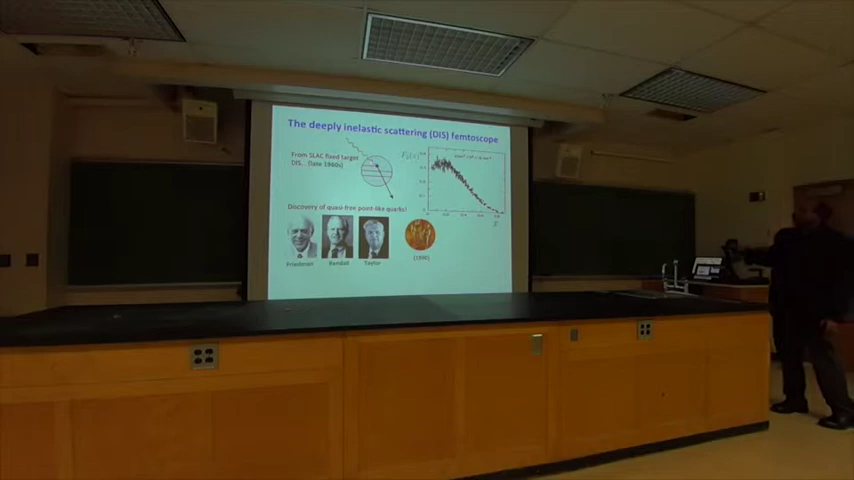 The deeply inelastic scattering (DIS) femtoscope
From SLAC fixed target
DIS... (late 1960s)
F₂(x)
Discovery of quasi-free point-like quarks!
Friedman
Kendall
Taylor
(1990)